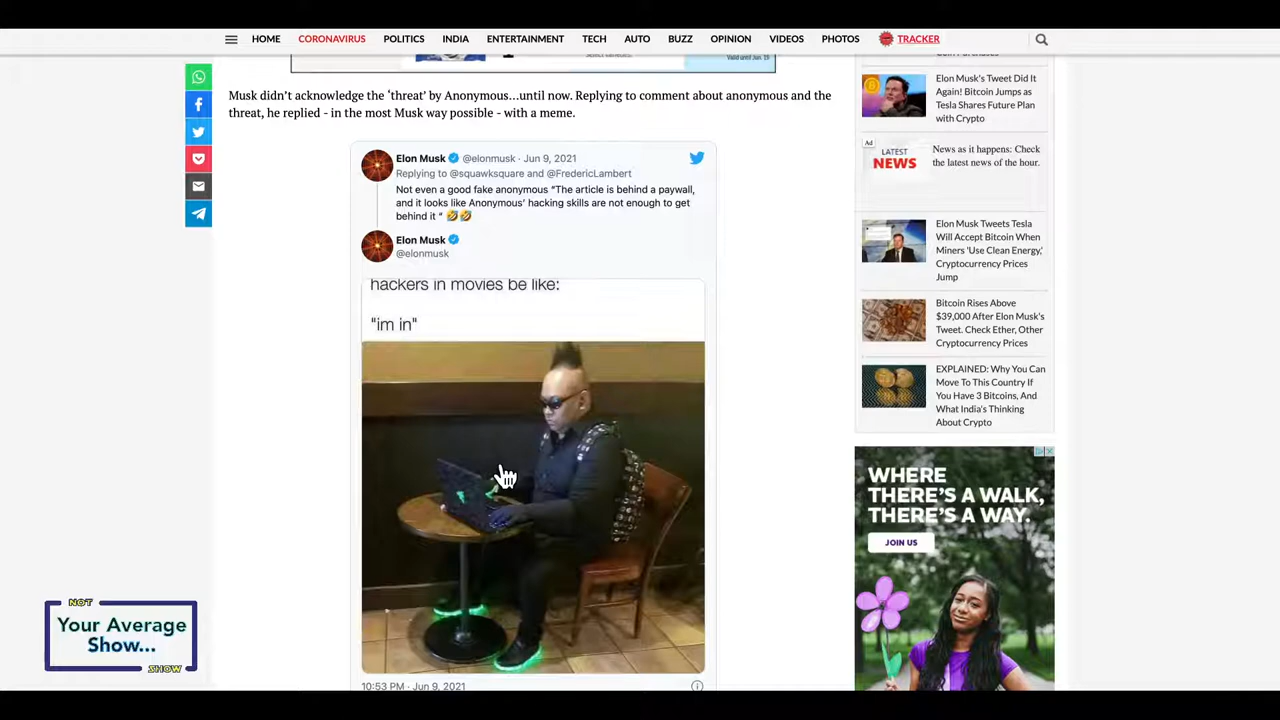 HOME CORONAVIRUS POLITICS INDIA ENTERTAINMENT TECH AUTO BUZZ OPINION VIDEOS PHOTOS TRACKER
Valid until Jun. 15
Musk didn’t acknowledge the ‘threat’ by Anonymous…until now. Replying to comment about anonymous and the
threat, he replied - in the most Musk way possible - with a meme.
Elon Musk @elonmusk · Jun 9, 2021
Replying to @squawksquare and @FredericLambert
Not even a good fake anonymous “The article is behind a paywall,
and it looks like Anonymous’ hacking skills are not enough to get
behind it “ 🤣🤣
Elon Musk
@elonmusk
hackers in movies be like:
"im in"
10:53 PM · Jun 9, 2021
Elon Musk's Tweet Did It
Again! Bitcoin Jumps as
Tesla Shares Future Plan
with Crypto
Ad
LATEST
NEWS
News as it happens: Check
the latest news of the hour.
Elon Musk Tweets Tesla
Will Accept Bitcoin When
Miners 'Use Clean Energy,'
Cryptocurrency Prices
Jump
Bitcoin Rises Above
$39,000 After Elon Musk's
Tweet. Check Ether, Other
Cryptocurrency Prices
EXPLAINED: Why You Can
Move To This Country If
You Have 3 Bitcoins, And
What India's Thinking
About Crypto
WHERE
THERE'S A WALK,
THERE'S A WAY.
JOIN US
NOT
Your Average
Show...
SHOW